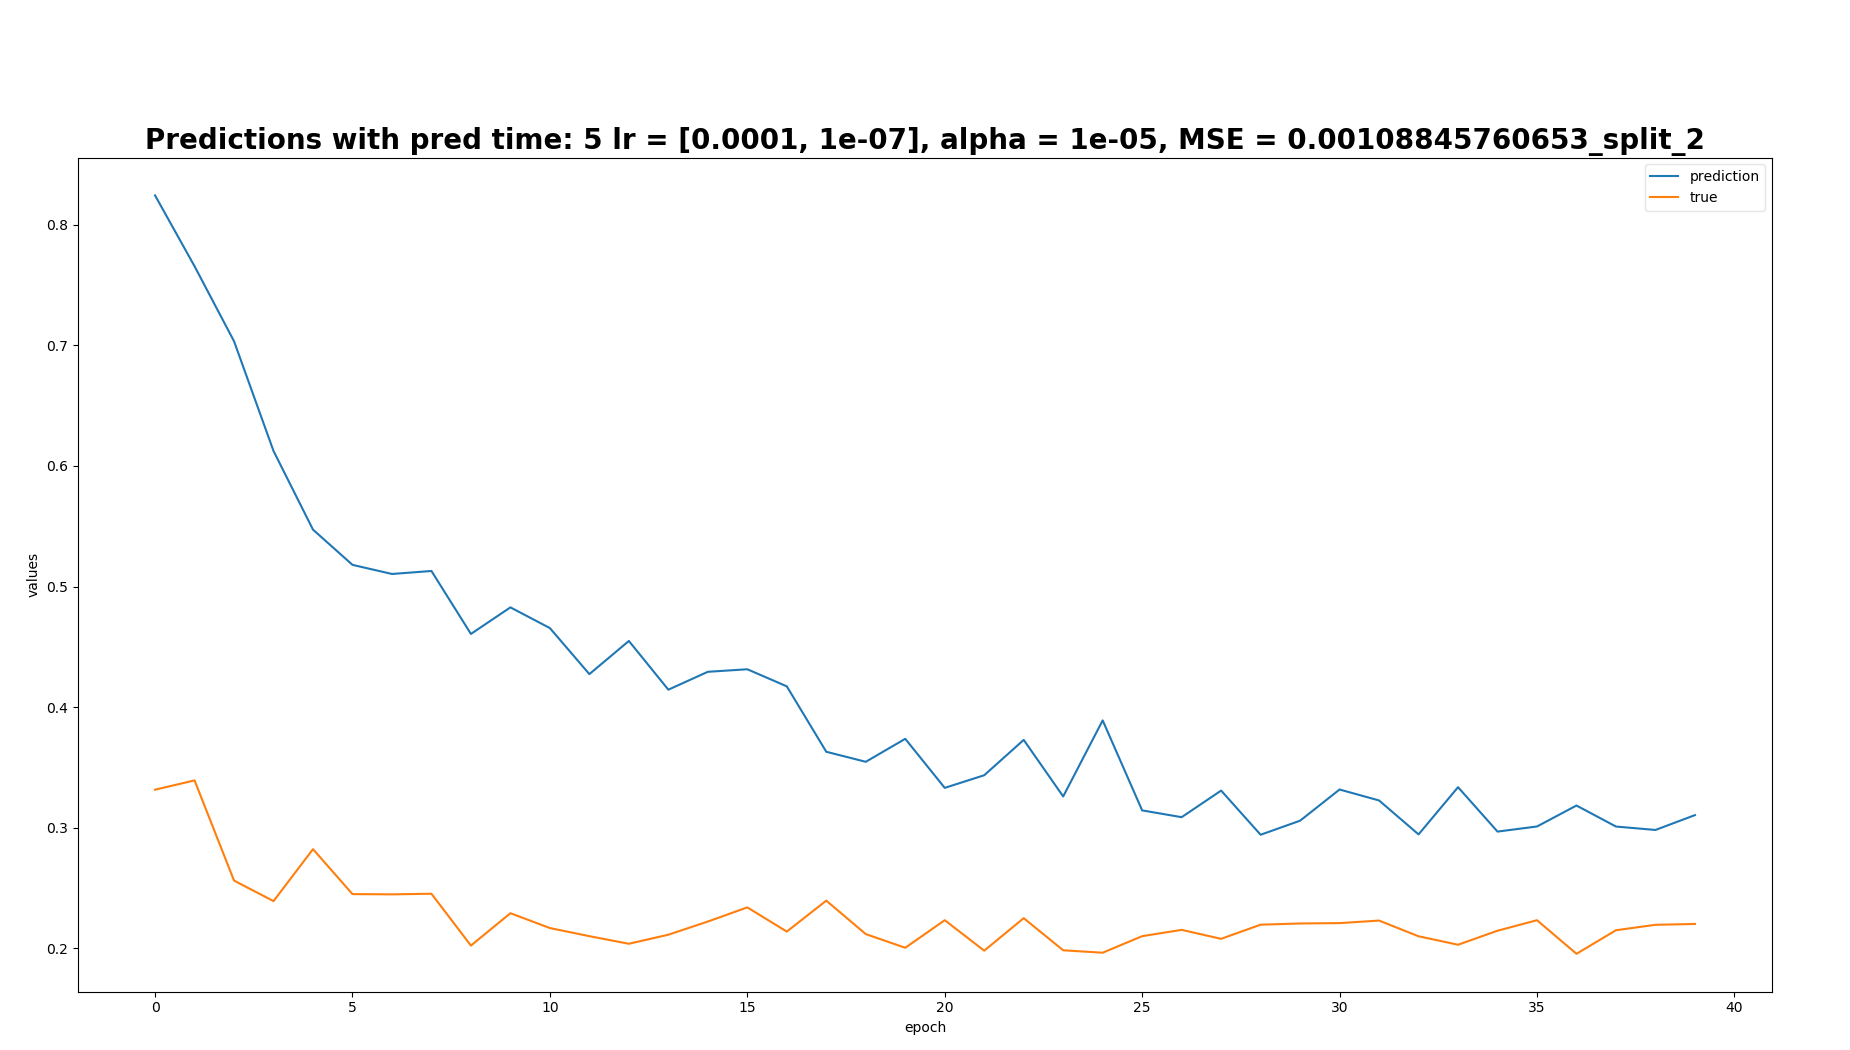 Predictions with pred time: 5 lr = [0.0001, 1e-07], alpha = 1e-05, MSE = 0.00108845760653_split_2
prediction
true
0.8
0.7
0.6
0.5
0.4
0.3
0.2
values
0 5 10 15 20 25 30 35 40
epoch